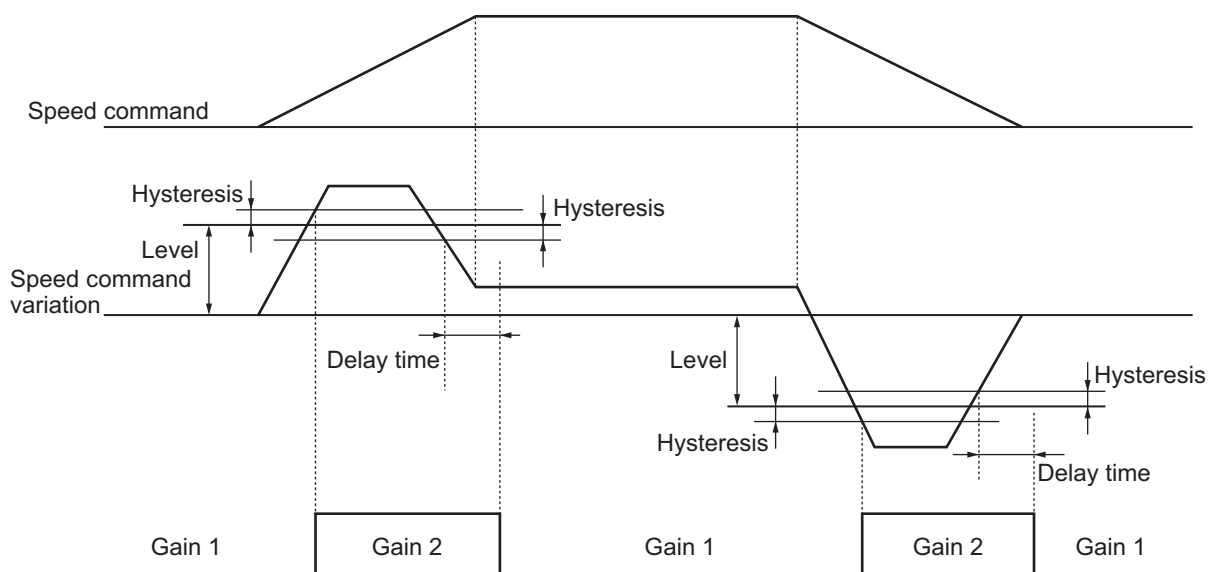 Speed command
Hysteresis
Hysteresis
Level
Speed command
variation
Delay time
Level
Hysteresis
Hysteresis
Delay time
Gain 1
Gain 2
Gain 1
Gain 2
Gain 1